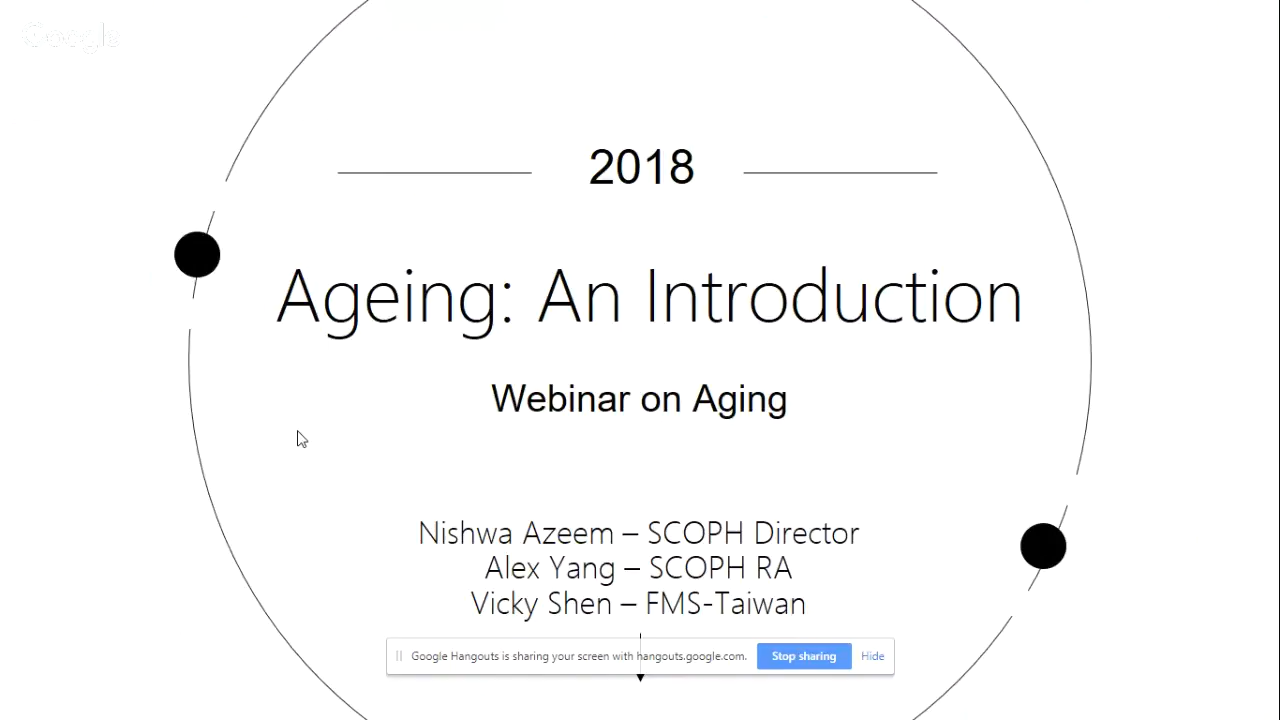 Google
2018
Ageing: An Introduction
Webinar on Aging
Nishwa Azeem – SCOPH Director
Alex Yang – SCOPH RA
Vicky Shen – FMS-Taiwan
Google Hangouts is sharing your screen with hangouts.google.com. Stop sharing Hide